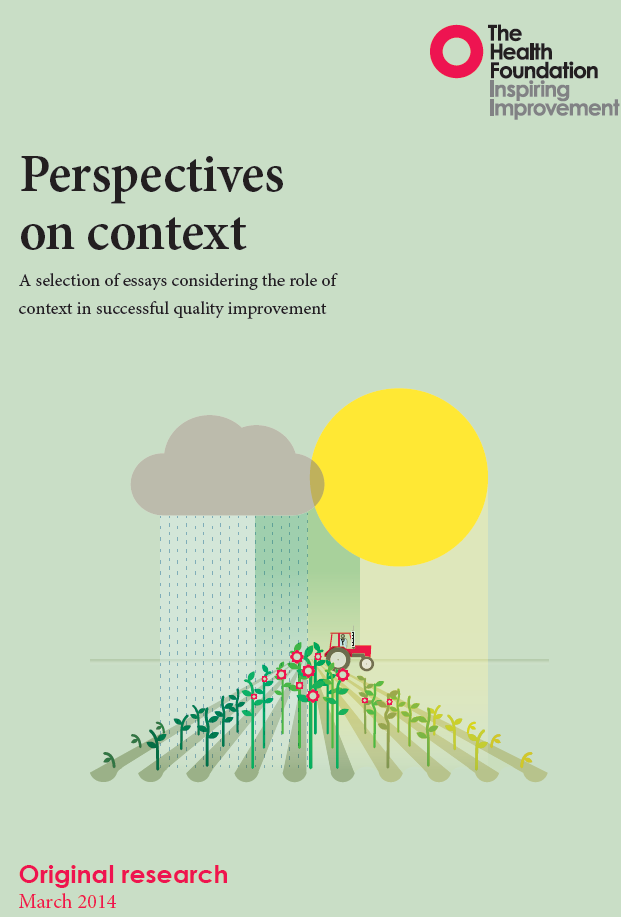 The
Health
Foundation
Inspiring
Improvement
Perspectives
on context
A selection of essays considering the role of
context in successful quality improvement
Original research
March 2014